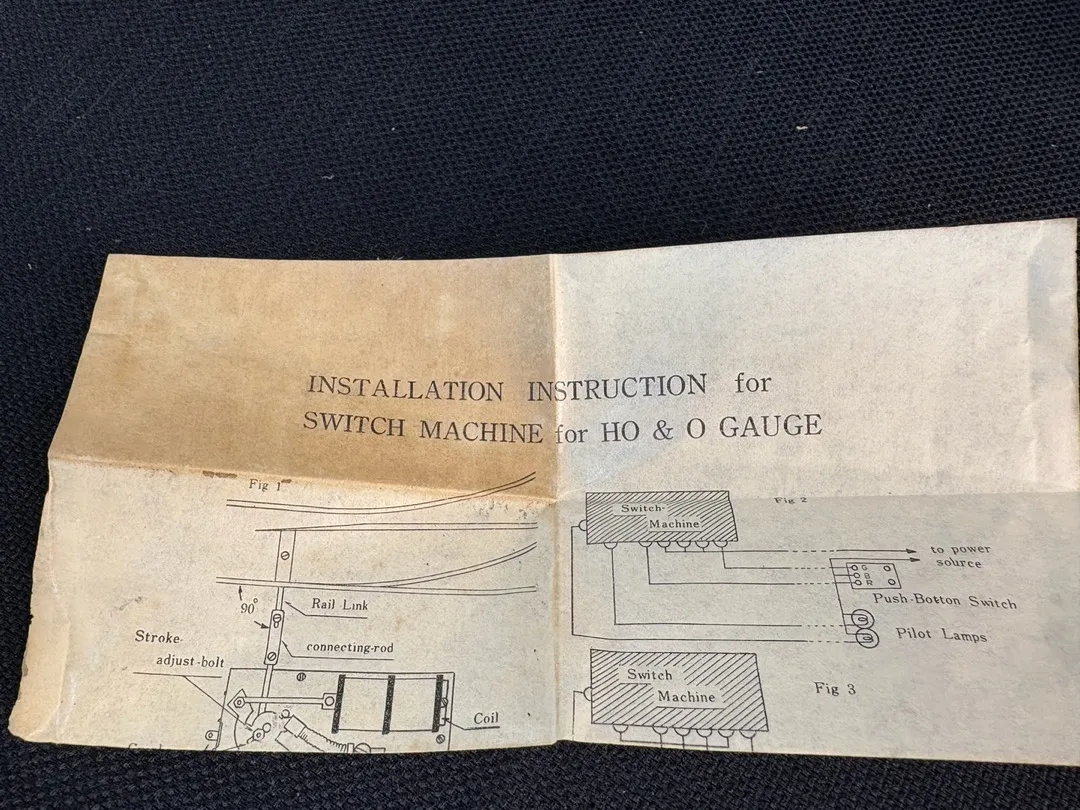 INSTALLATION INSTRUCTION for
SWITCH MACHINE for HO & O GAUGE
Fig 1
90°
Rail Link
connecting-rod
Stroke-
adjust-bolt
Coil
Fig 2
Switch-
Machine
to power
source
G
B
R
Push-Botton Switch
Pilot Lamps
Switch
Machine
Fig 3